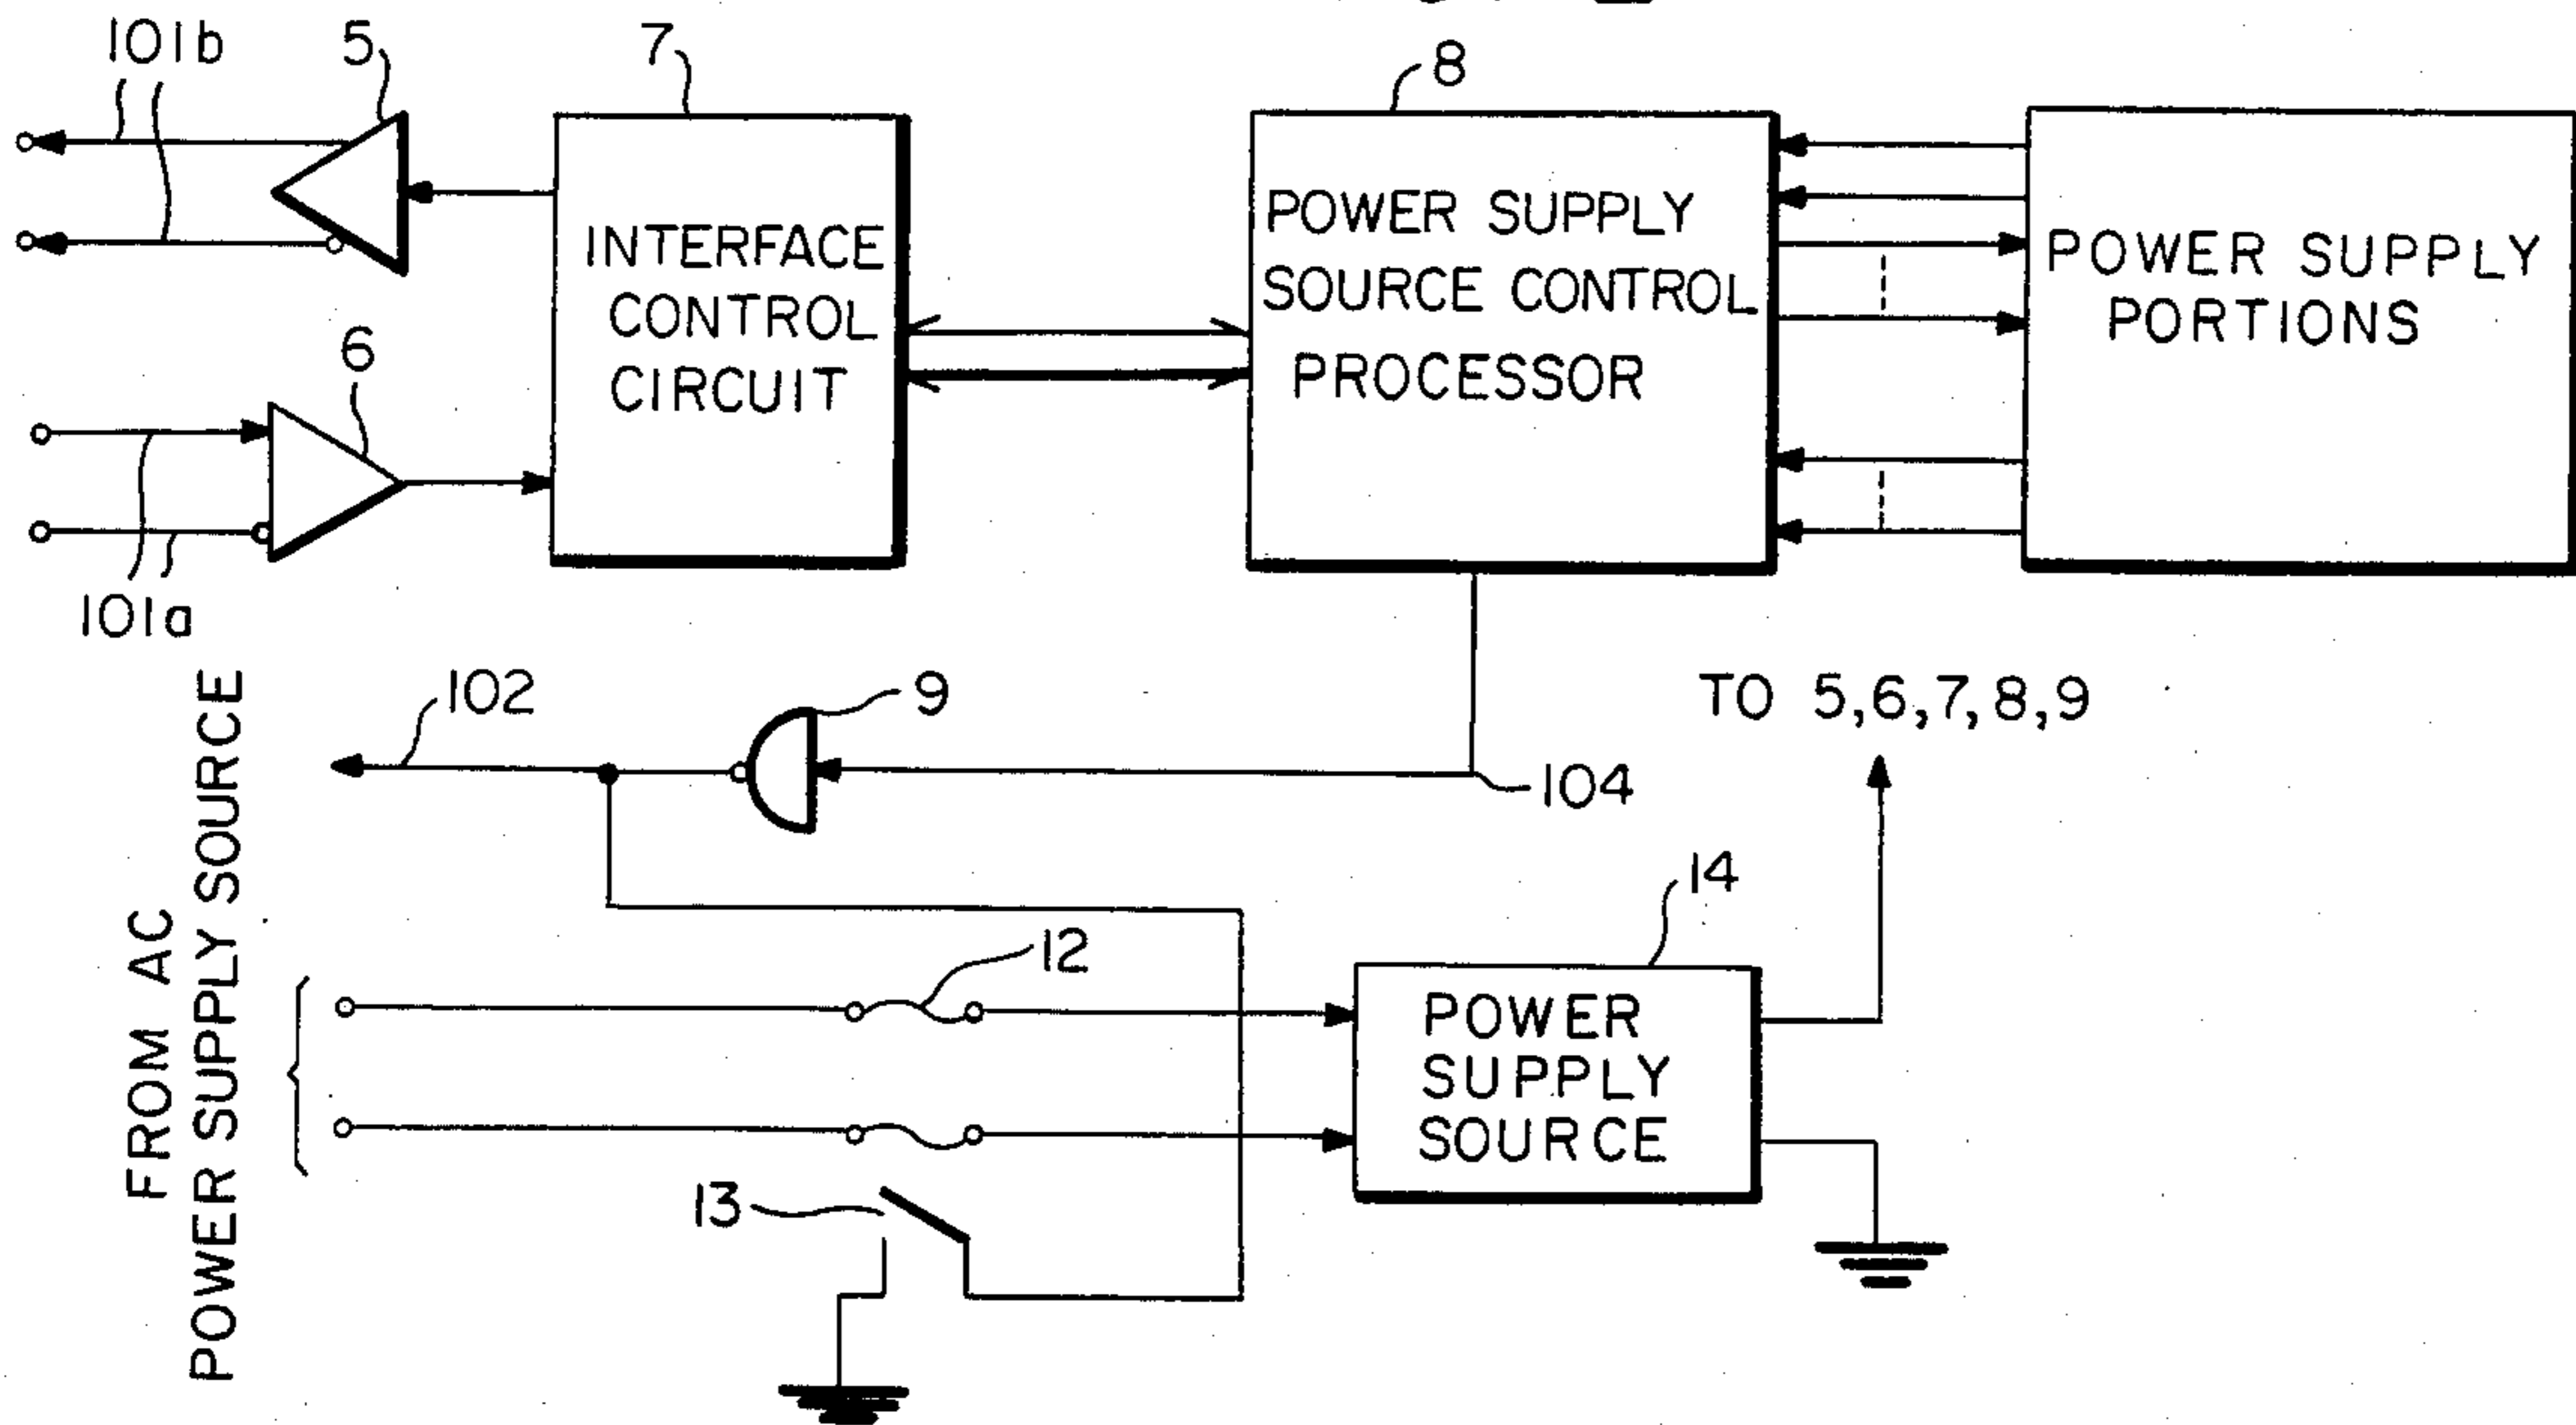 101b
5
7
8
INTERFACE
CONTROL
CIRCUIT
POWER SUPPLY
SOURCE CONTROL
PROCESSOR
POWER SUPPLY
PORTIONS
6
101a
102
9
104
TO 5,6,7,8,9
FROM AC
POWER SUPPLY SOURCE
12
14
POWER
SUPPLY
SOURCE
13